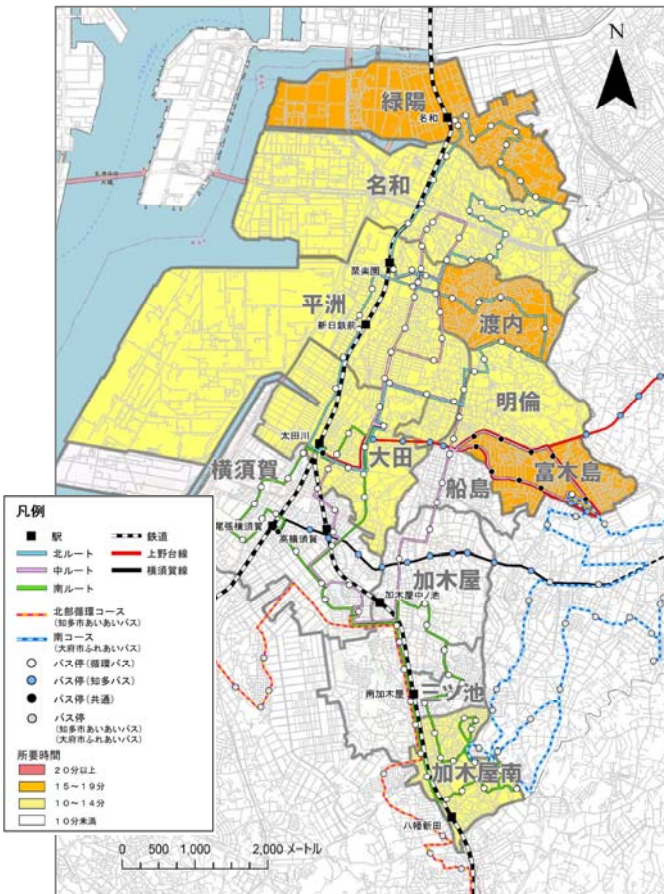 N
緑陽
名和
名和
聚楽園
平洲
新日鉄前
渡内
明倫
太田川
大田
横須賀
船島
富木島
尾張横須賀
高横須賀
加木屋
加木屋中ノ池
南加木屋
三ツ池
加木屋南
八幡新田
凡例
駅
鉄道
北ルート
上野台線
中ルート
横須賀線
南ルート
北部循環コース
(知多市あいあいバス)
南コース
(大府市ふれあいバス)
バス停(循環バス)
バス停(知多バス)
バス停(共通)
バス停
(知多市あいあいバス)
(大府市ふれあいバス)
所要時間
20分以上
15～19分
10～14分
10分未満
0 500 1,000 2,000 メートル